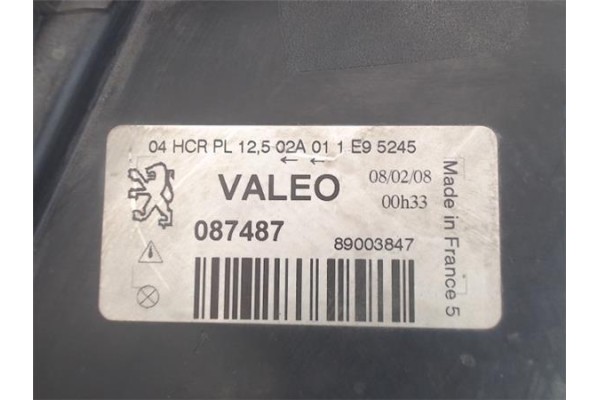 04 HCR PL 12,5 02A 01 1 E9 5245
VALEO
08/02/08
00h33
087487
89003847
Made in France 5